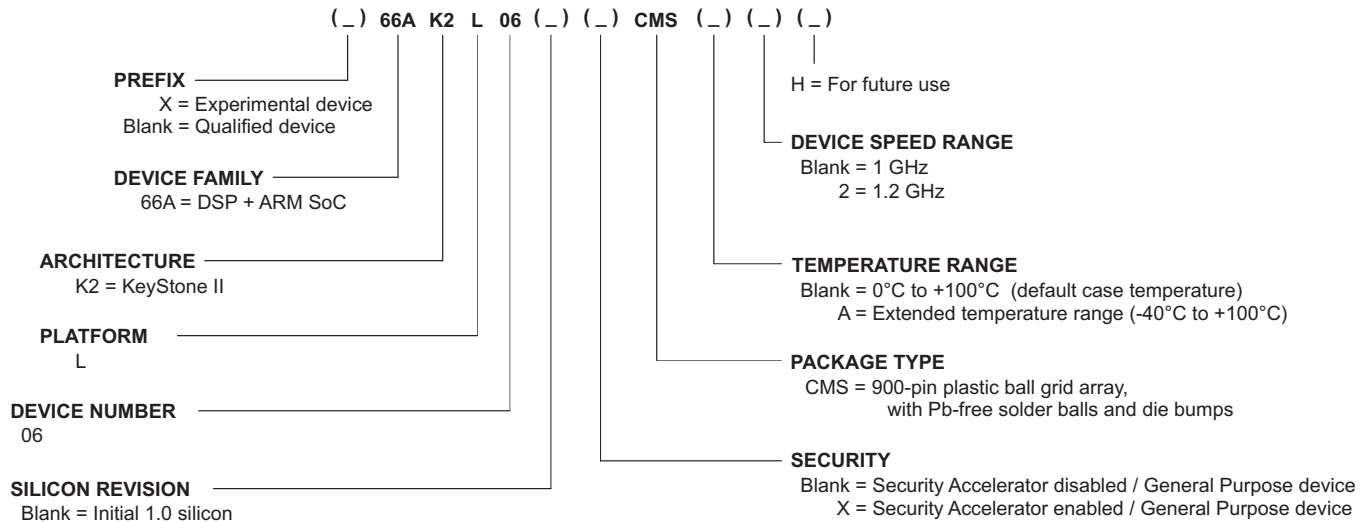 ( _ ) 66A K2 L 06 ( _ ) ( _ ) CMS ( _ ) ( _ ) ( _ )
PREFIX
X = Experimental device
Blank = Qualified device
DEVICE FAMILY
66A = DSP + ARM SoC
ARCHITECTURE
K2 = KeyStone II
PLATFORM
L
DEVICE NUMBER
06
SILICON REVISION
Blank = Initial 1.0 silicon
H = For future use
DEVICE SPEED RANGE
Blank = 1 GHz
2 = 1.2 GHz
TEMPERATURE RANGE
Blank = 0°C to +100°C (default case temperature)
A = Extended temperature range (-40°C to +100°C)
PACKAGE TYPE
CMS = 900-pin plastic ball grid array,
with Pb-free solder balls and die bumps
SECURITY
Blank = Security Accelerator disabled / General Purpose device
X = Security Accelerator enabled / General Purpose device